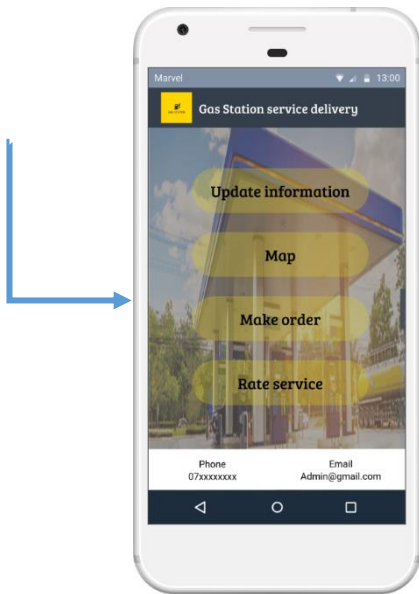 Marvel 13:00
Gas Station service delivery
Update information
Map
Make order
Rate service
Phone
07xxxxxxxx
Email
Admin@gmail.com